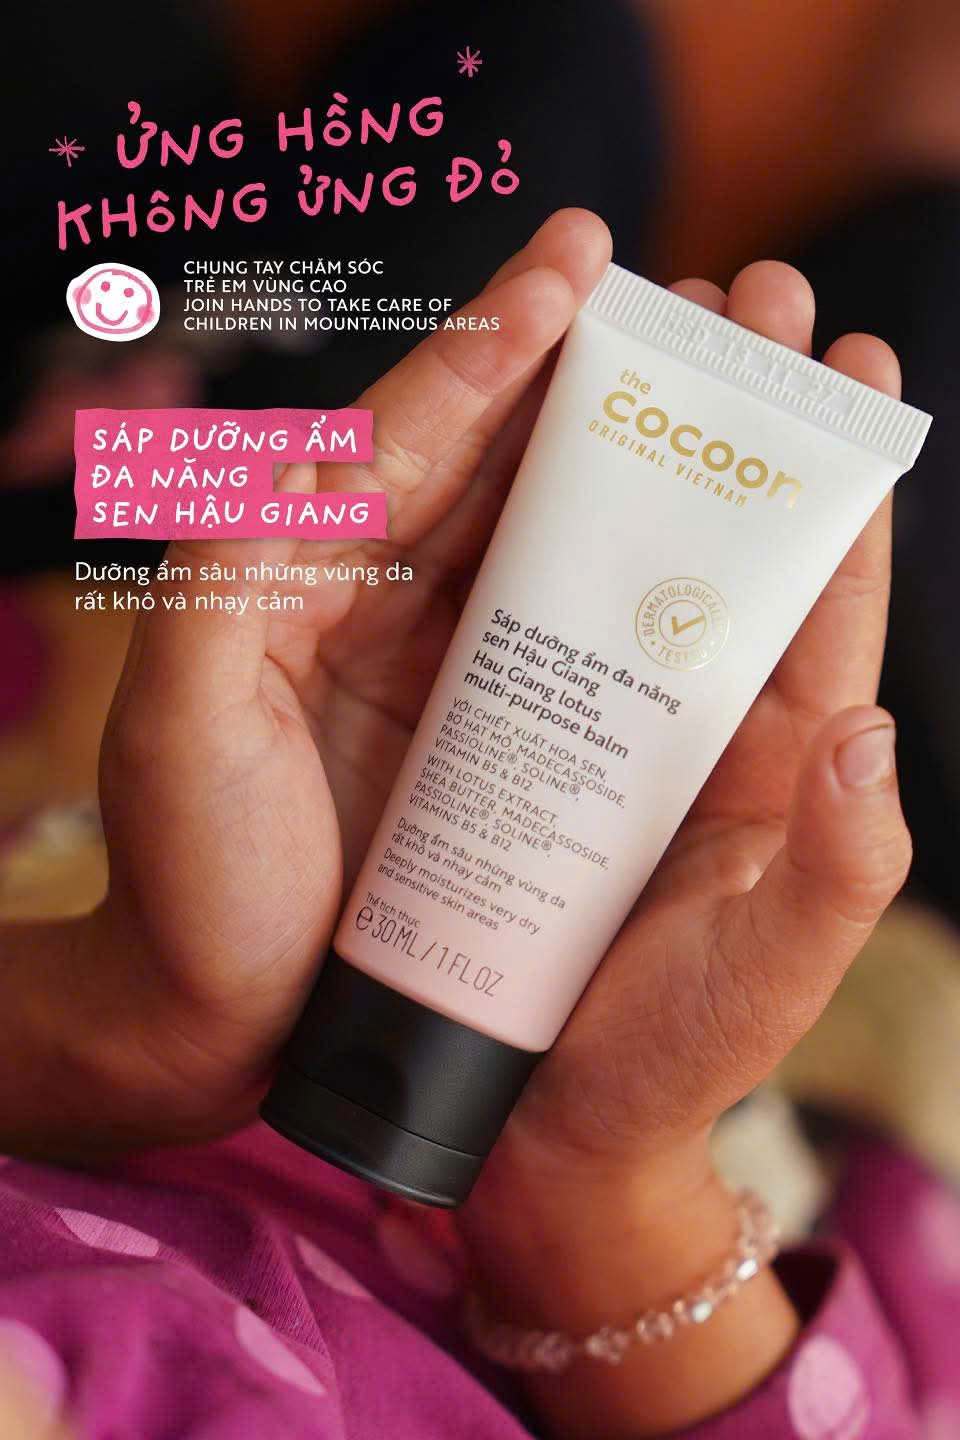 ỬNG HỒNG
KHÔNG ỬNG ĐỎ
CHUNG TAY CHĂM SÓC
TRẺ EM VÙNG CAO
JOIN HANDS TO TAKE CARE OF
CHILDREN IN MOUNTAINOUS AREAS
SÁP DƯỠNG ẨM
ĐA NĂNG
SEN HẬU GIANG
Dưỡng ẩm sâu những vùng da
rất khô và nhạy cảm
the
cocoon
ORIGINAL VIETNAM
DERMATOLOGICALLY
TESTED
Sáp dưỡng ẩm đa năng
sen Hậu Giang
Hau Giang lotus
multi-purpose balm
VỚI CHIẾT XUẤT HOA SEN,
BƠ HẠT MỠ, MADECASSOSIDE,
PASSIOLINE®, SOLINE®,
VITAMIN B5 & B12
WITH LOTUS EXTRACT,
SHEA BUTTER, MADECASSOSIDE,
PASSIOLINE®, SOLINE®,
VITAMINS B5 & B12
Dưỡng ẩm sâu những vùng da
rất khô và nhạy cảm
Deeply moisturizes very dry
and sensitive skin areas
Thể tích thực
e 30 ML / 1 FL OZ